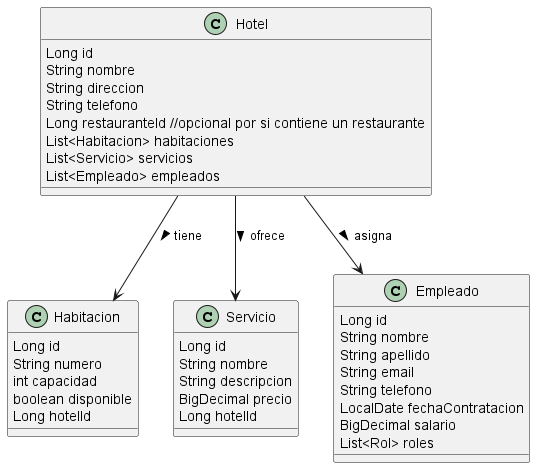 C Hotel
Long id
String nombre
String direccion
String telefono
Long restauranteId //opcional por si contiene un restaurante
List<Habitacion> habitaciones
List<Servicio> servicios
List<Empleado> empleados
tiene
ofrece
asigna
C Habitacion
Long id
String numero
int capacidad
boolean disponible
Long hotelId
C Servicio
Long id
String nombre
String descripcion
BigDecimal precio
Long hotelId
C Empleado
Long id
String nombre
String apellido
String email
String telefono
LocalDate fechaContratacion
BigDecimal salario
List<Rol> roles